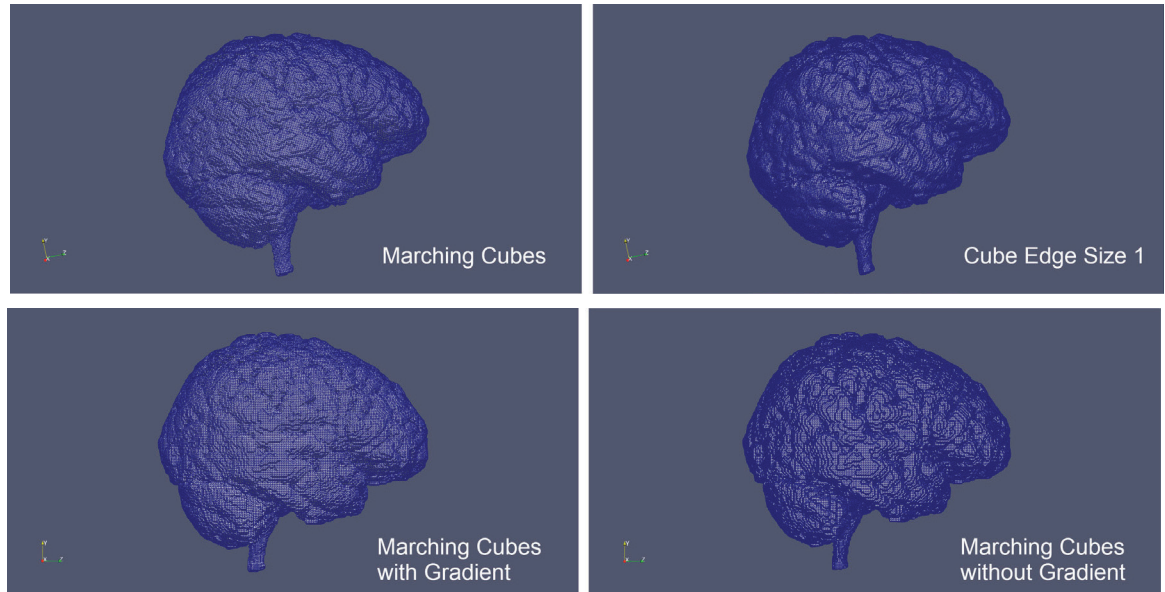 Marching Cubes
Cube Edge Size 1
Marching Cubes
with Gradient
Marching Cubes
without Gradient